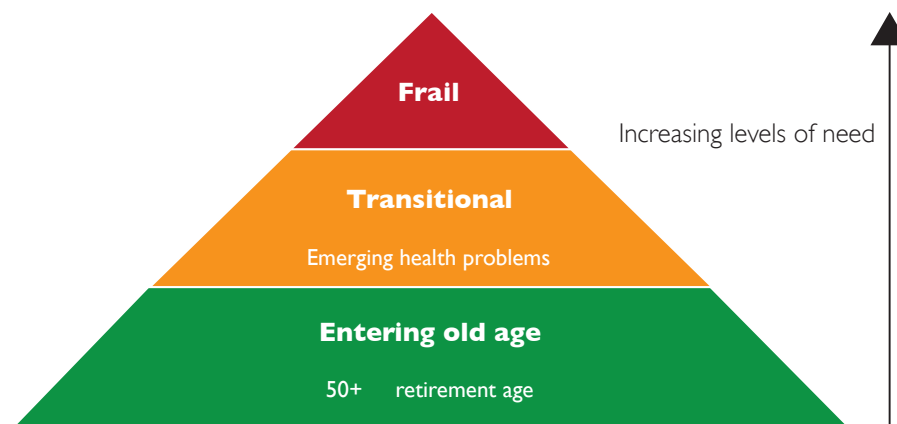 Frail
Increasing levels of need
Transitional
Emerging health problems
Entering old age
50+ retirement age